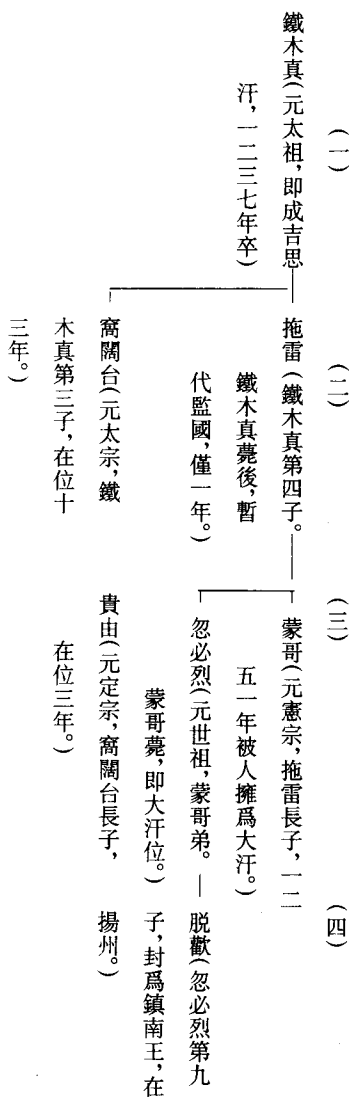 (一)
鐵木真(元太祖,即成吉思
汗,一二三七年卒)
(二)
拖雷(鐵木真第四子。
鐵木真薨後,暫
代監國,僅一年。)
窩闊台(元太宗,鐵
木真第三子,在位十
三年。)
(三)
蒙哥(元憲宗,拖雷長子,一二
五一年被人擁爲大汗。)
忽必烈(元世祖,蒙哥弟。
蒙哥薨,即大汗位。)
貴由(元定宗,窩闊台長子,
在位三年。)
(四)
脱歡(忽必烈第九
子,封爲鎮南王,在
揚州。)